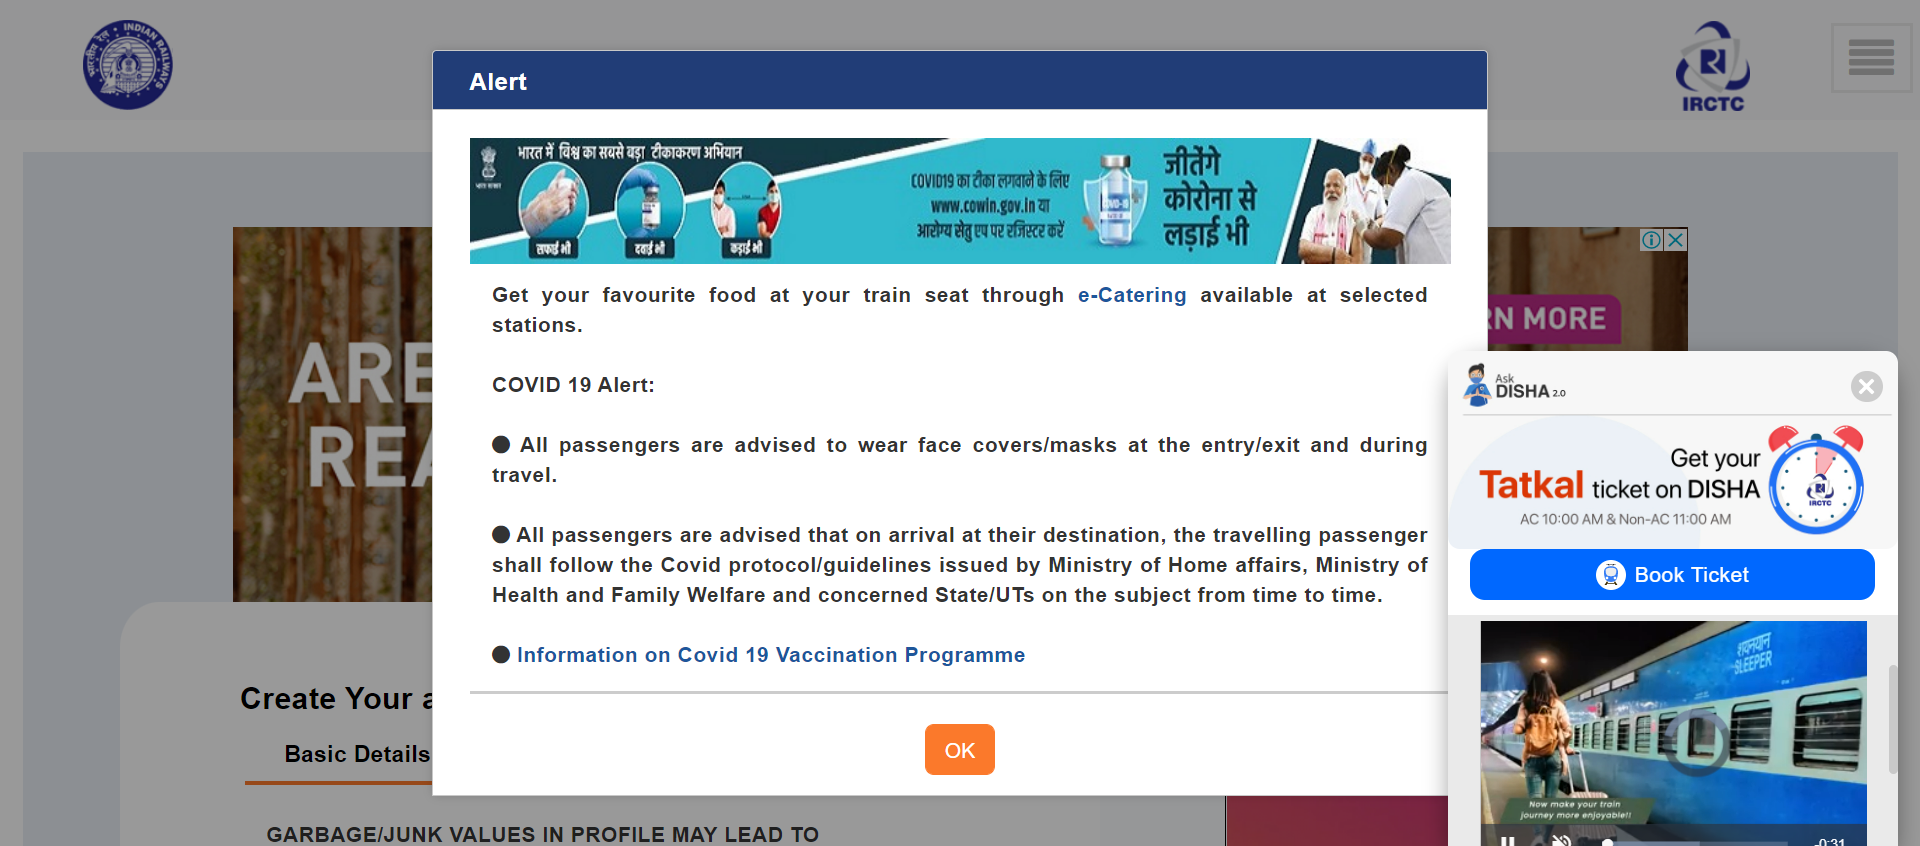 INDIAN RAILWAYS
भारतीय रेल
IRCTC
Alert
भारत में विश्व का सबसे बड़ा टीकाकरण अभियान
सफाई भी
दवाई भी
कड़ाई भी
COVID19 का टीका लगवाने के लिए
www.cowin.gov.in या
आरोग्य सेतु एप पर रजिस्टर करें
जीतेंगे
कोरोना से
लड़ाई भी
Get your favourite food at your train seat through e-Catering available at selected
stations.
COVID 19 Alert:
● All passengers are advised to wear face covers/masks at the entry/exit and during
travel.
● All passengers are advised that on arrival at their destination, the travelling passenger
shall follow the Covid protocol/guidelines issued by Ministry of Home affairs, Ministry of
Health and Family Welfare and concerned State/UTs on the subject from time to time.
● Information on Covid 19 Vaccination Programme
OK
ARE
REA
RN MORE
Ask
DISHA 2.0
Get your
Tatkal ticket on DISHA
AC 10:00 AM & Non-AC 11:00 AM
IRCTC
Book Ticket
शयनयान
SLEEPER
Now make your train
journey more enjoyable!!
-0:31
Create Your a
Basic Details
GARBAGE/JUNK VALUES IN PROFILE MAY LEAD TO